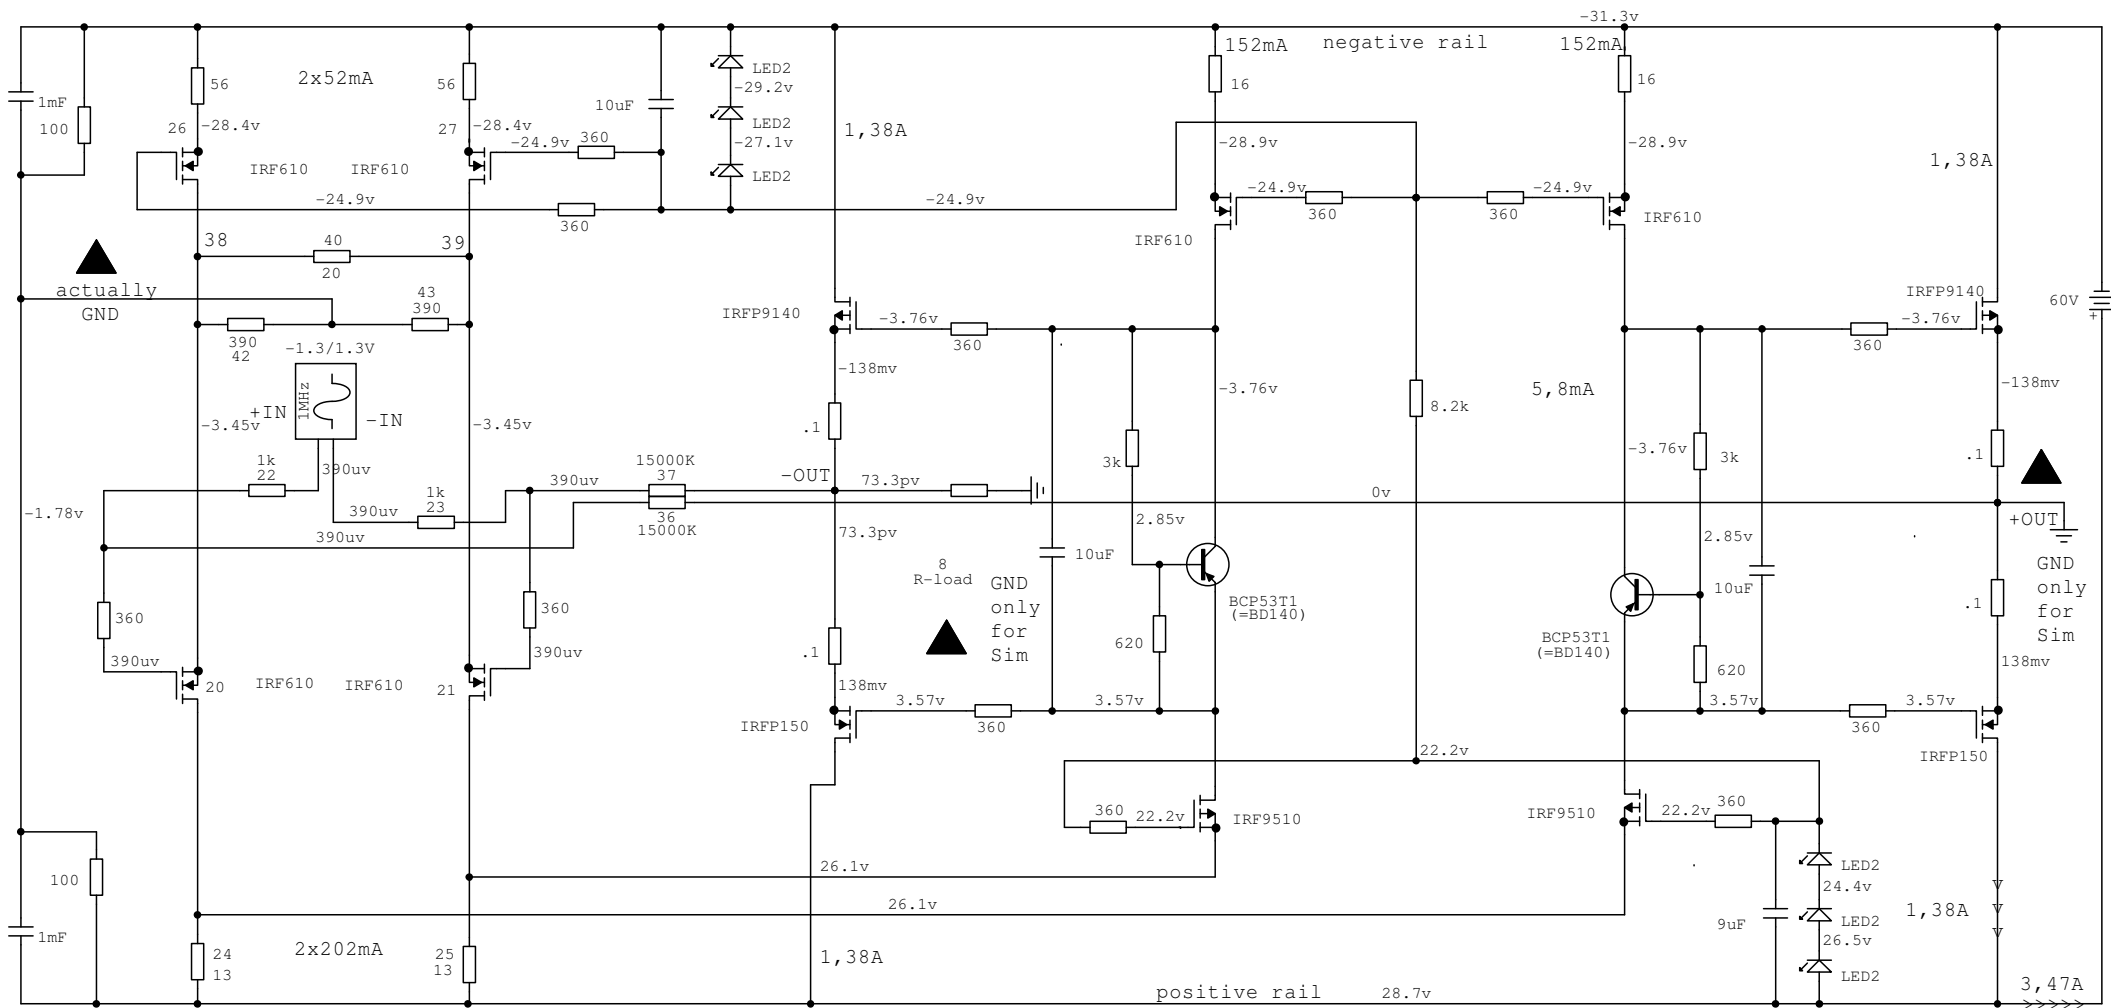 -31.3v
152mA
negative rail
152mA
LED2
-29.2v
56
2x52mA
56
16
16
1mF
100
26
-28.4v
27
-28.4v
10uF
LED2
-27.1v
1,38A
-24.9v
360
-28.9v
-28.9v
1,38A
IRF610
IRF610
LED2
-24.9v
-24.9v
-24.9v
-24.9v
360
360
360
IRF610
IRF610
38
40
39
20
actually
GND
43
390
IRFP9140
60V
+
IRFP9140
-3.76v
-3.76v
390
42
360
360
-1.3/1.3V
-138mv
-138mv
-3.76v
5,8mA
1MHz
+IN
-IN
8.2k
-3.45v
-3.45v
.1
3k
-3.76v
3k
.1
1k
22
390uv
390uv
15000K
37
-OUT
73.3pv
0v
-1.78v
390uv
1k
23
36
15000K
390uv
73.3pv
2.85v
2.85v
+OUT
10uF
8
R-load
GND
only
for
Sim
10uF
GND
only
for
Sim
360
360
BCP53T1
(=BD140)
.1
620
BCP53T1
(=BD140)
390uv
390uv
.1
620
138mv
20
IRF610
IRF610
21
138mv
3.57v
3.57v
3.57v
3.57v
IRFP150
360
360
IRFP150
22.2v
360
22.2v
IRF9510
IRF9510
22.2v
360
26.1v
LED2
24.4v
100
26.1v
1mF
2x202mA
1,38A
9uF
LED2
1,38A
26.5v
24
13
25
13
LED2
V
V
V
positive rail
28.7v
3,47A
>>>>>